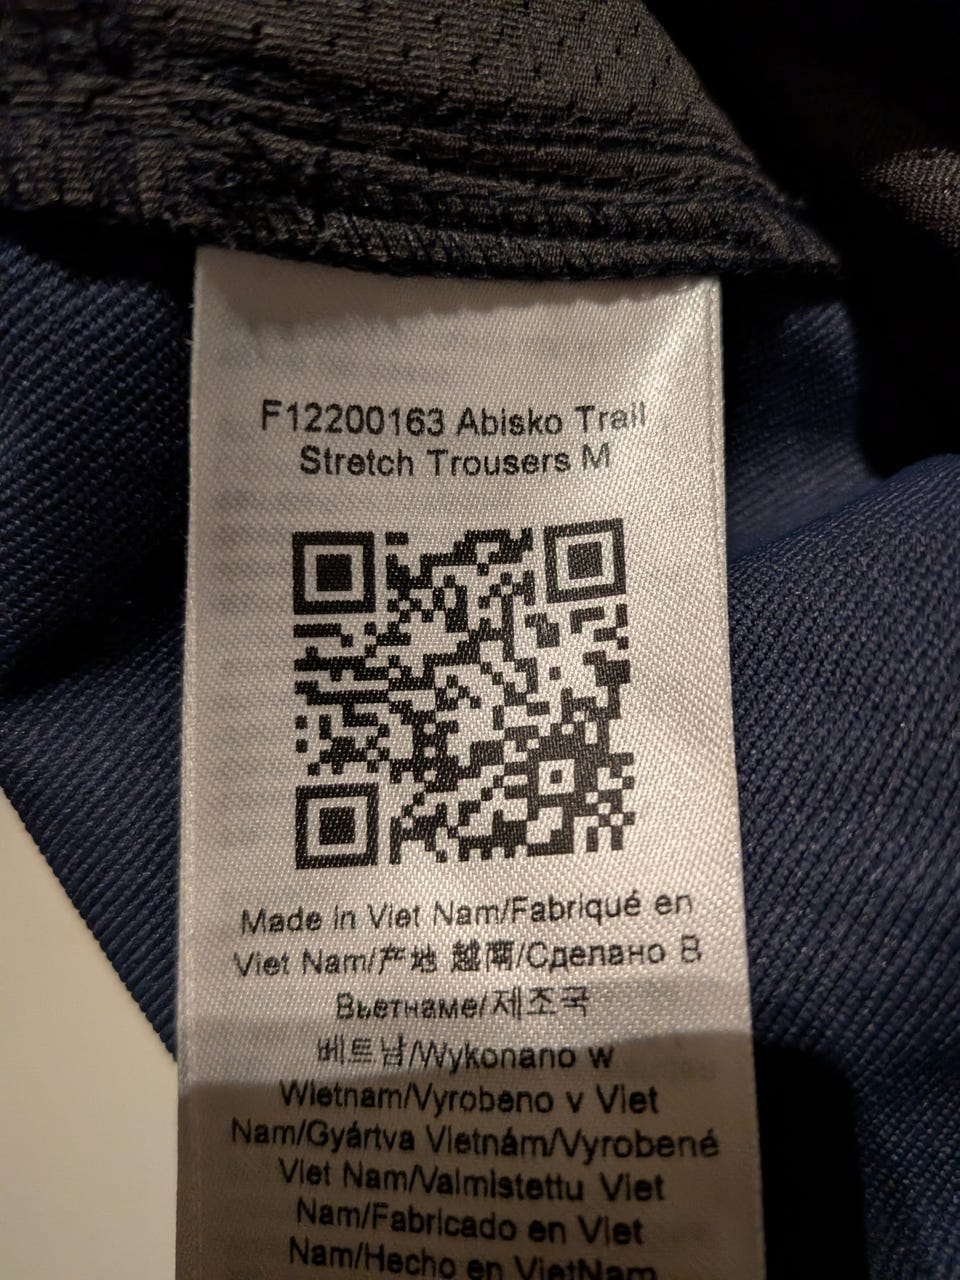 F12200163 Abisko Trail
Stretch Trousers M
Made in Viet Nam/Fabriqué en
Viet Nam/产地 越南/Сделано В
Вьетнаме/제조국
베트남/Wykonano w
Wietnam/Vyrobeno v Viet
Nam/Gyártva Vietnám/Vyrobené
Viet Nam/Valmistettu Viet
Nam/Fabricado en Viet
Nam/Hecho en VietNam